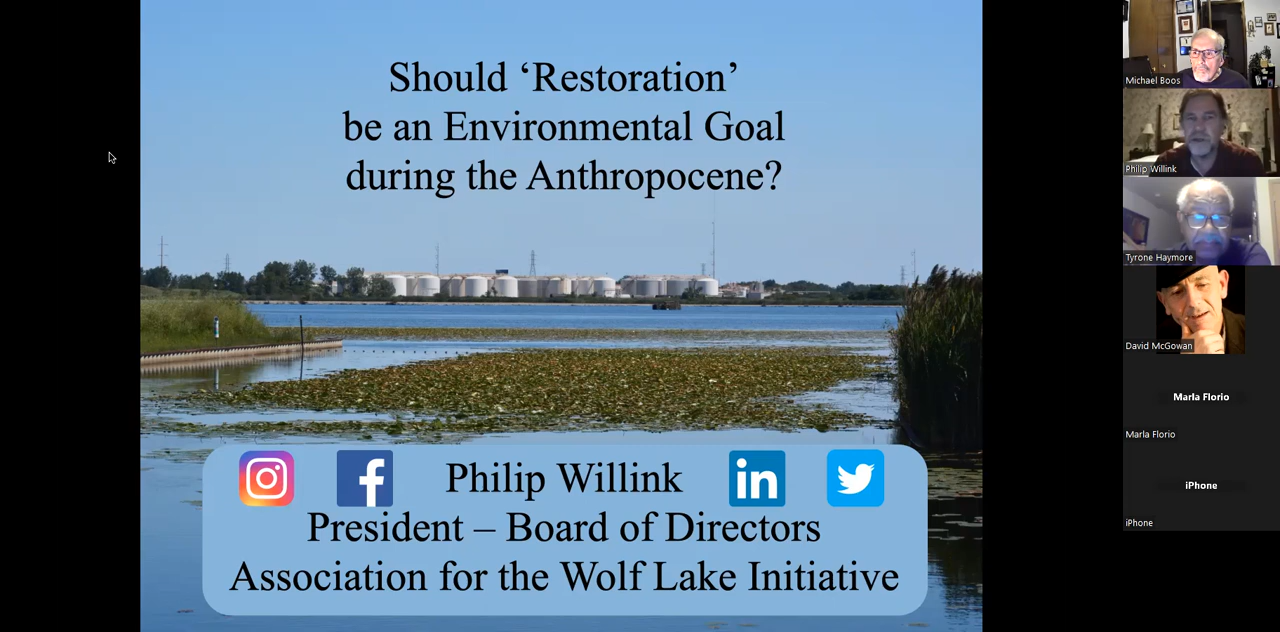 Should ‘Restoration’
be an Environmental Goal
during the Anthropocene?
Philip Willink
President – Board of Directors
Association for the Wolf Lake Initiative
Michael Boos
Philip Willink
Tyrone Haymore
David McGowan
Marla Florio
Marla Florio
iPhone
iPhone